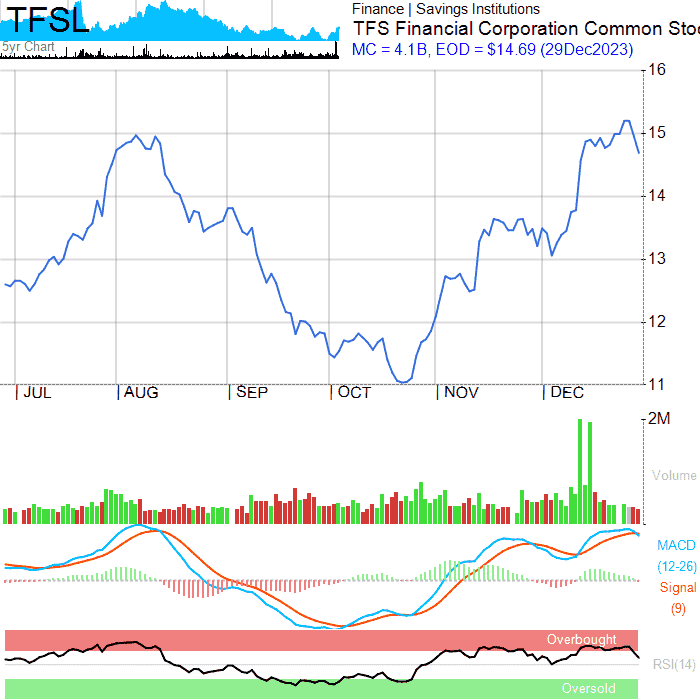 TFSL
5yr Chart
Finance | Savings Institutions
TFS Financial Corporation Common Stoc
MC = 4.1B, EOD = $14.69 (29Dec2023)
16
15
14
13
12
11
JUL AUG SEP OCT NOV DEC
2M
Volume
MACD
(12-26)
Signal
(9)
Overbought
RSI(14)
Oversold